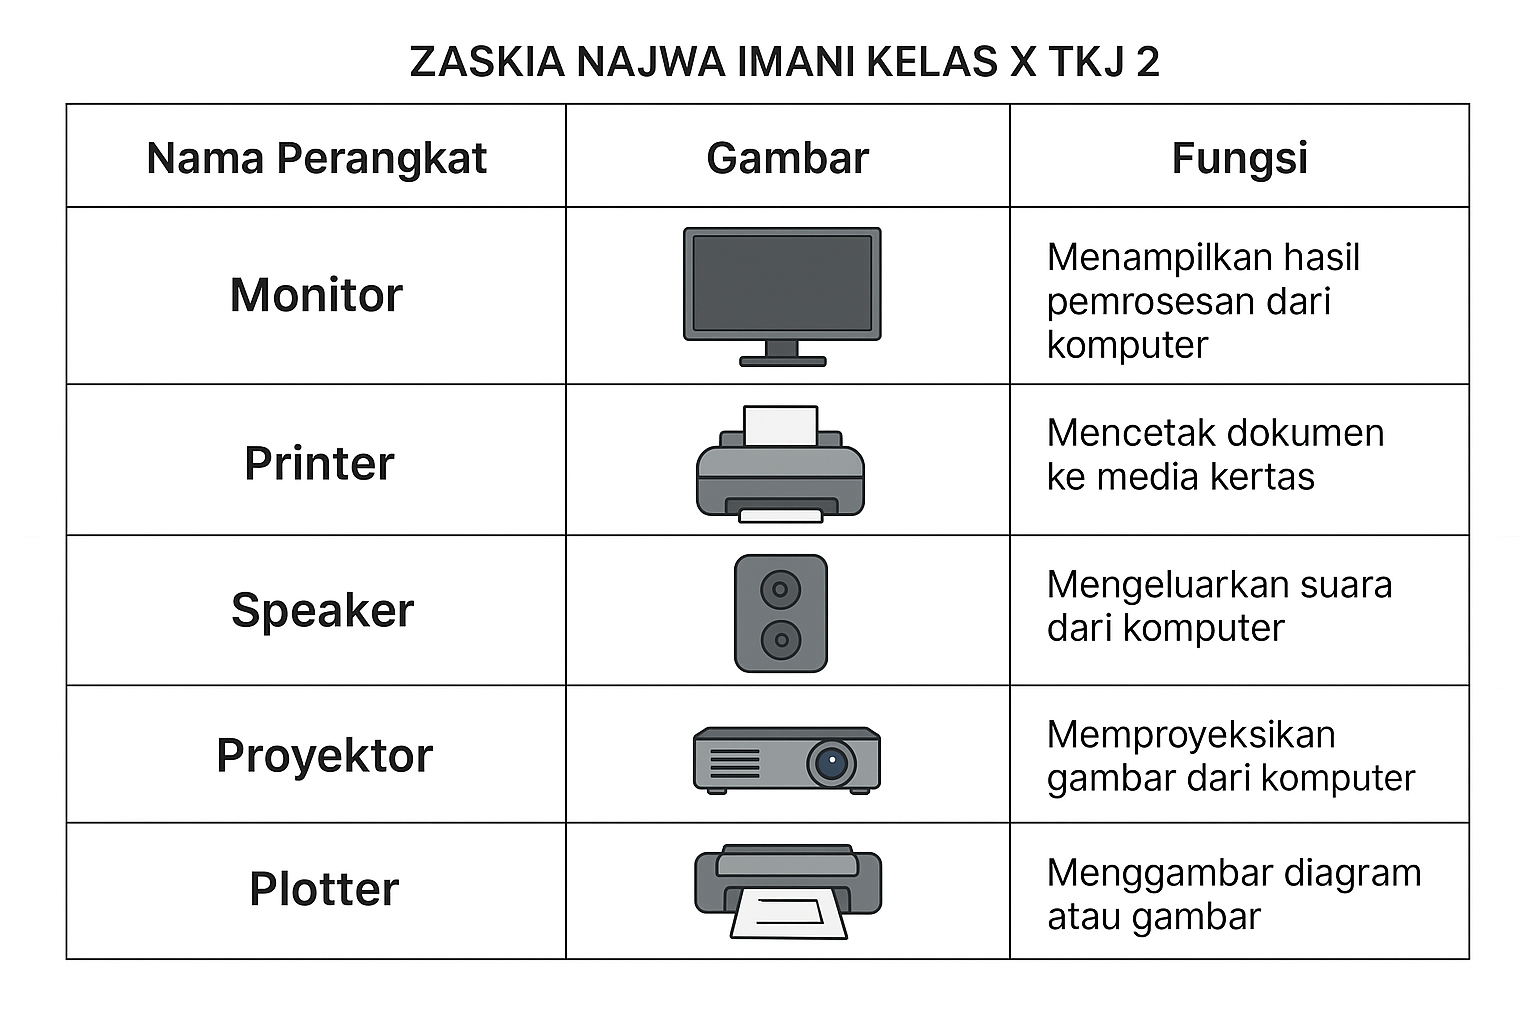 ZASKIA NAJWA IMANI KELAS X TKJ 2
Nama Perangkat
Gambar
Fungsi
Monitor
Menampilkan hasil
pemrosesan dari
komputer
Printer
Mencetak dokumen
ke media kertas
Speaker
Mengeluarkan suara
dari komputer
Proyektor
Memproyeksikan
gambar dari komputer
Plotter
Menggambar diagram
atau gambar